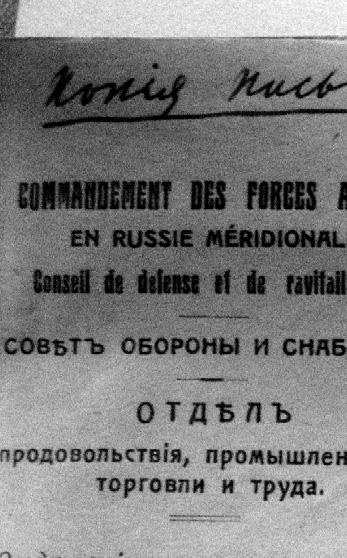 Копія пись
COMMANDEMENT DES FORCES A
EN RUSSIE MÉRIDIONAL
Conseil de défense et de ravitail
СОВѢТЪ ОБОРОНЫ И СНАБ
ОТДѢЛЪ
продовольствія, промышлен
торговли и труда.